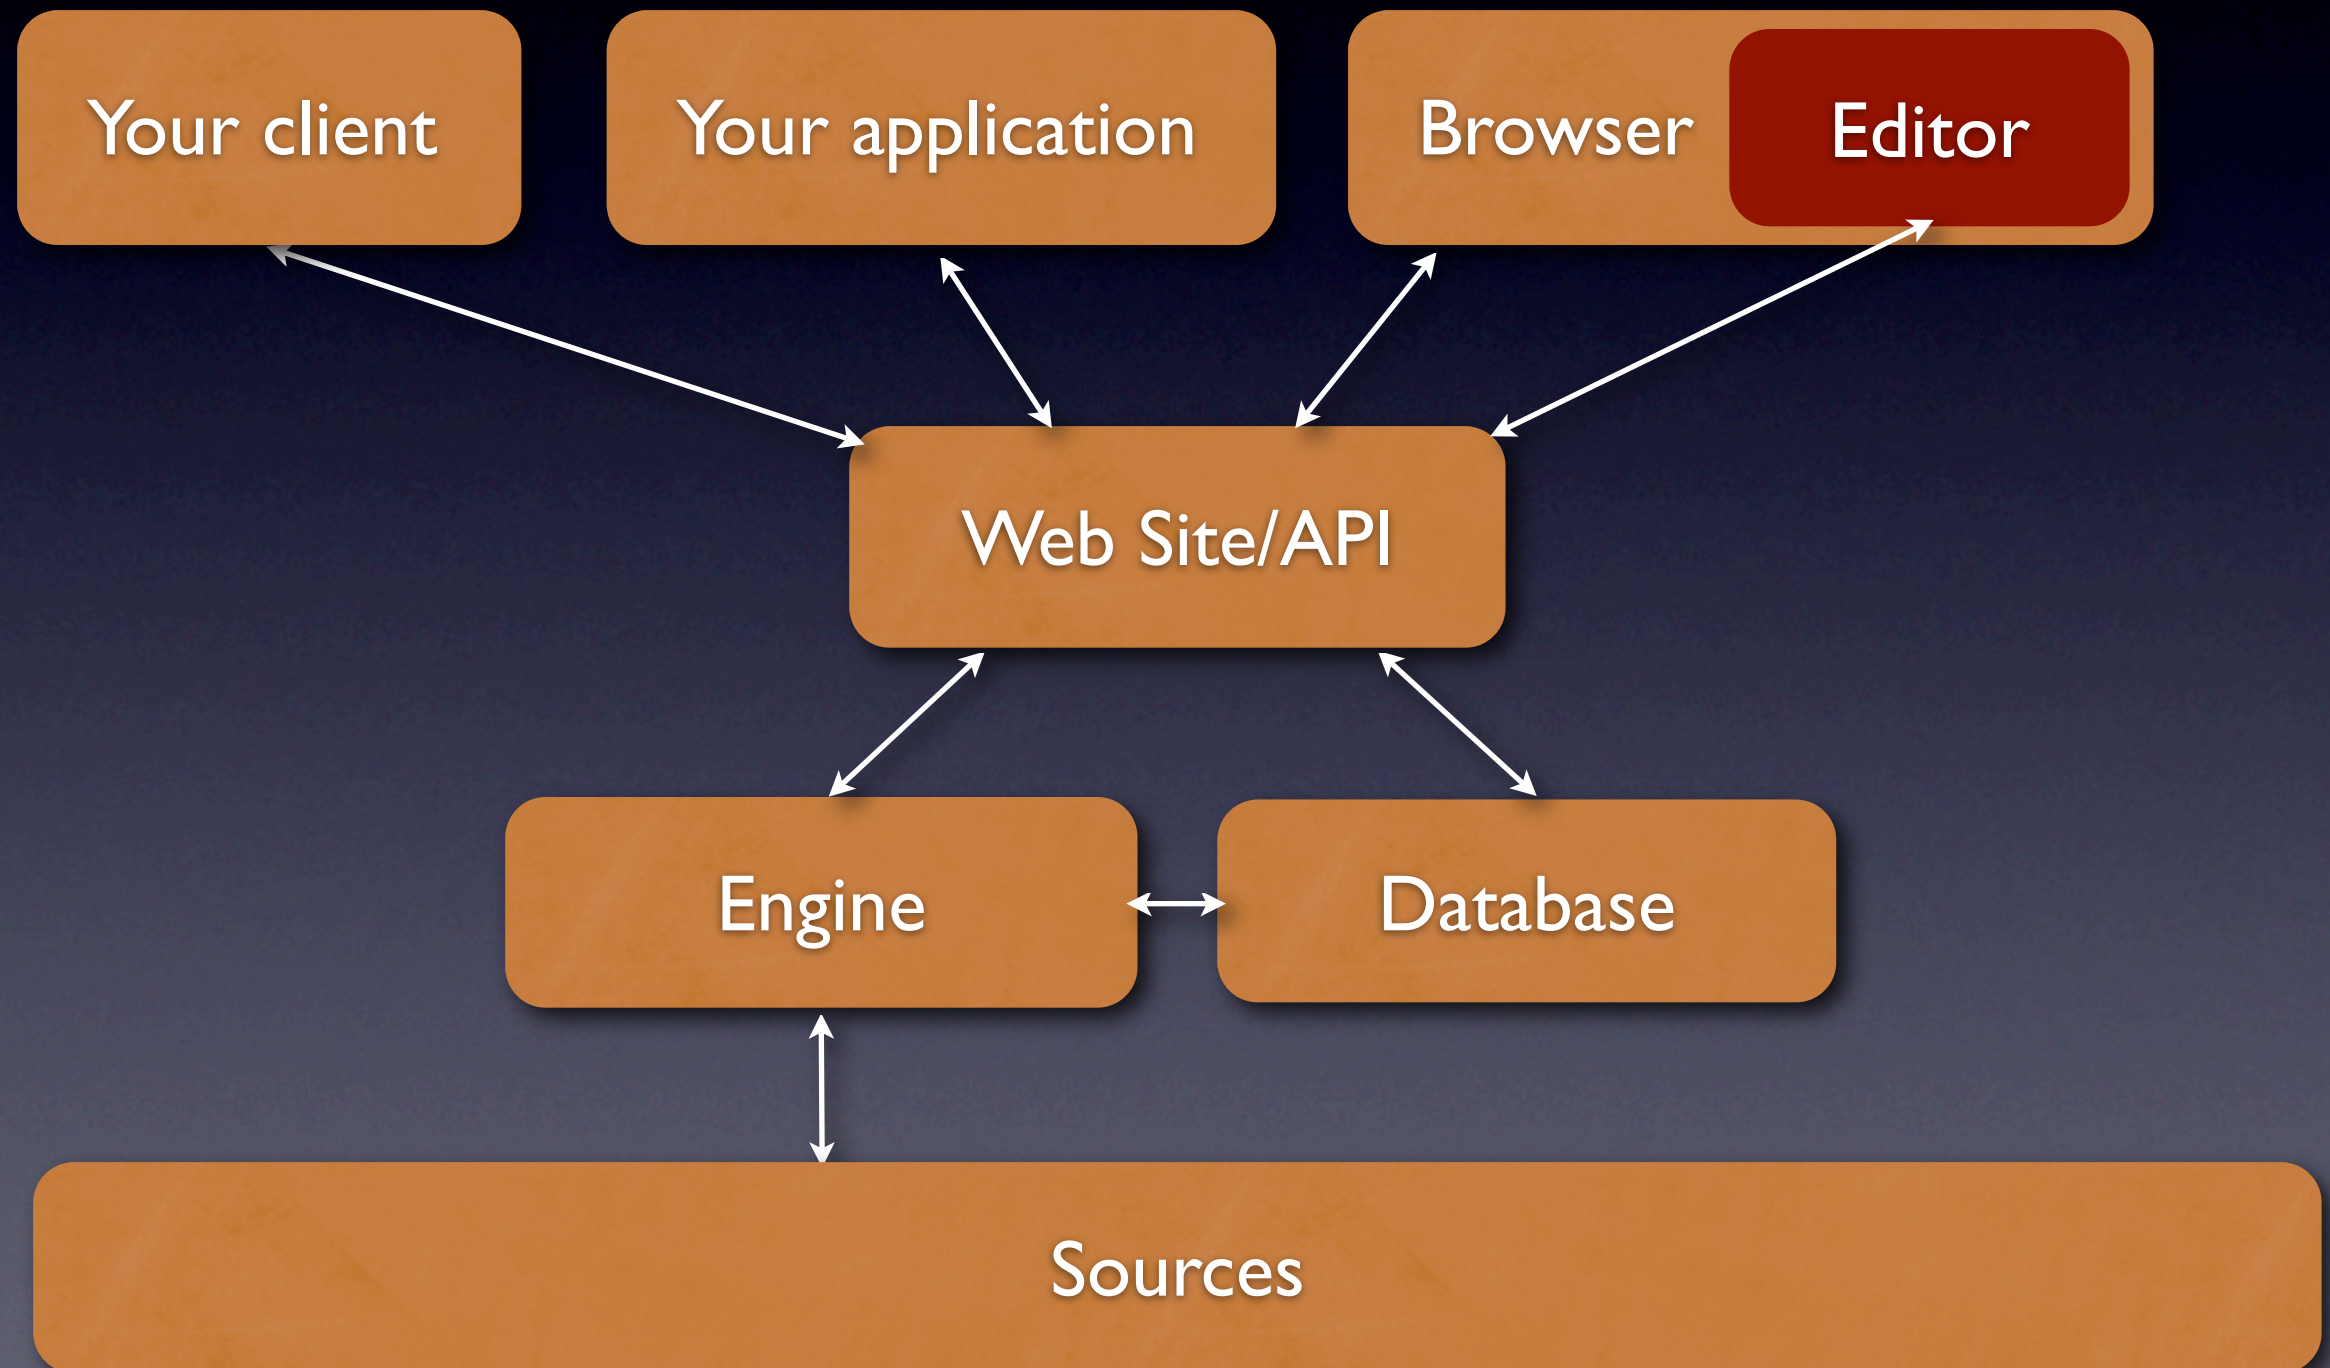 Your client
Your application
Browser
Editor
Web Site/API
Engine
Database
Sources